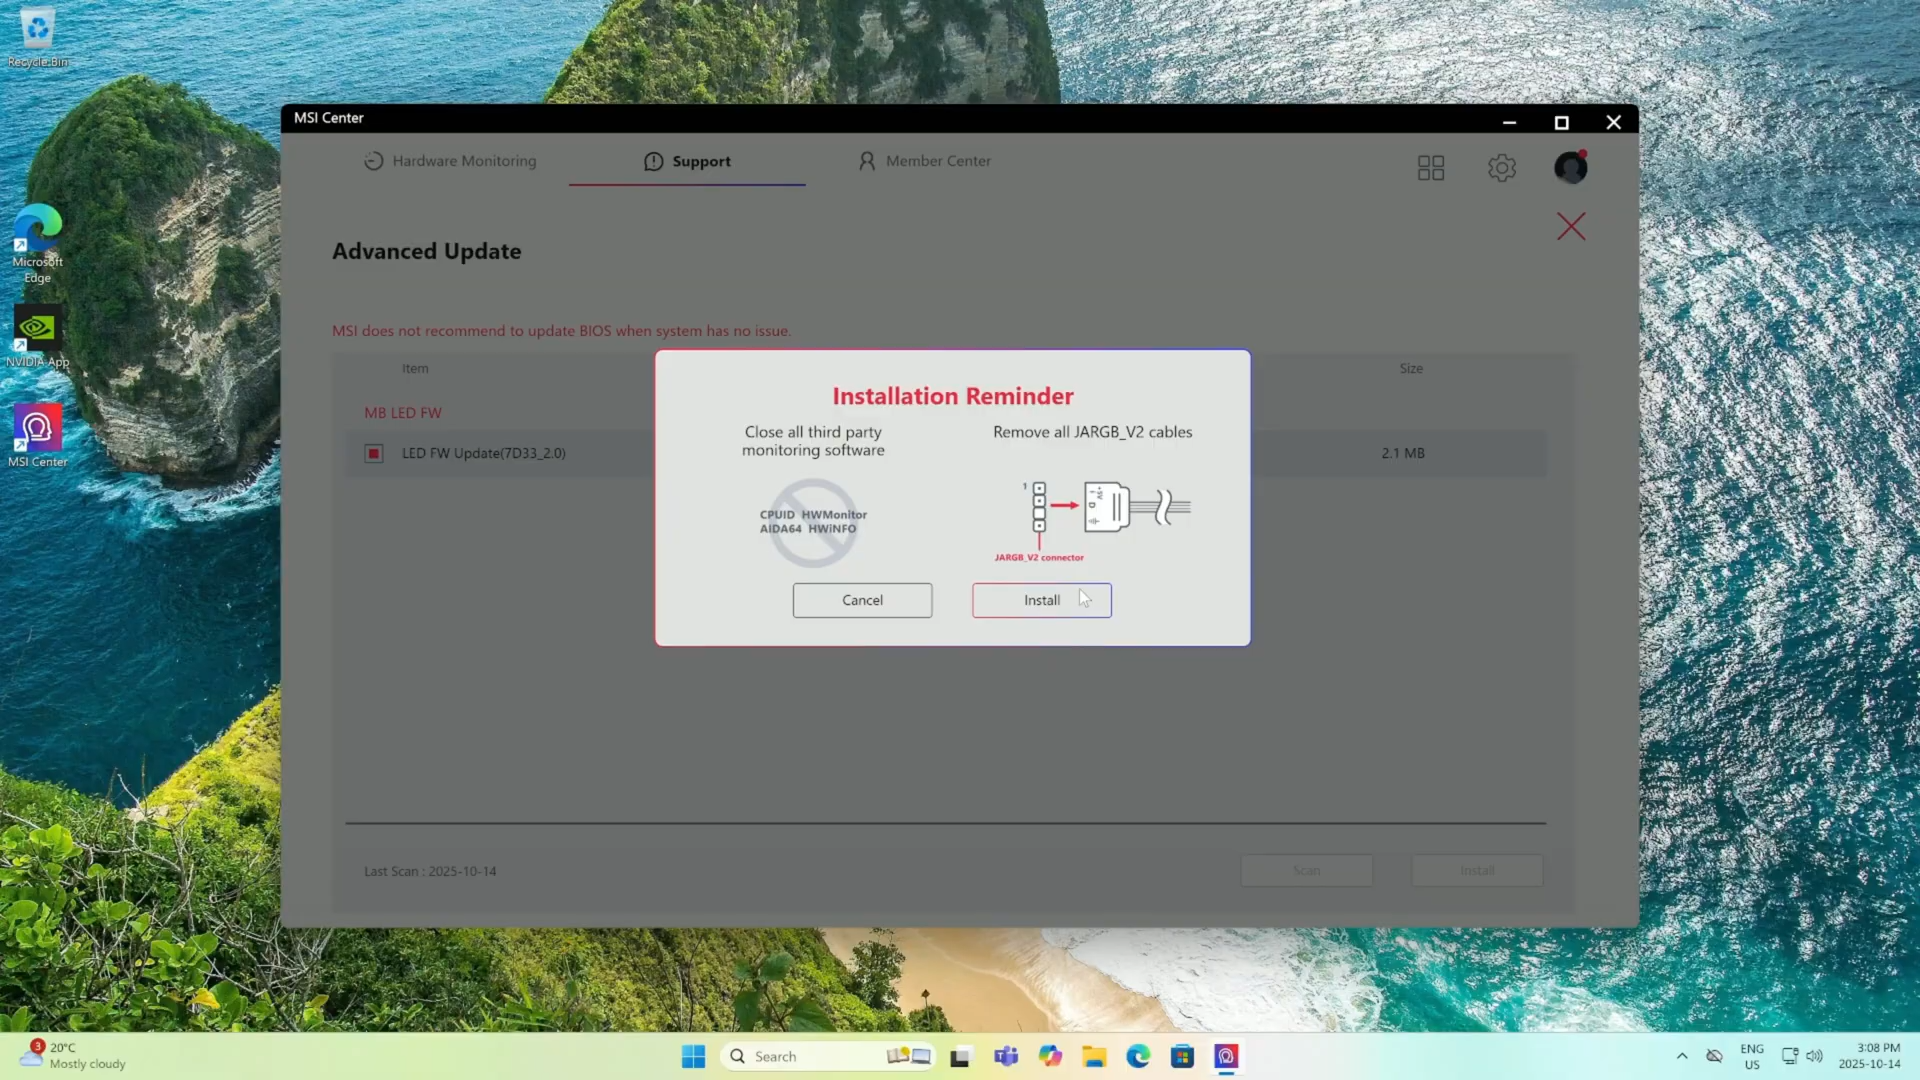 Recycle Bin
Microsoft
Edge
NVIDIA App
MSI Center
MSI Center
Hardware Monitoring
Support
Member Center
Advanced Update
MSI does not recommend to update BIOS when system has no issue.
Item
Size
MB LED FW
LED FW Update(7D33_2.0)
2.1 MB
Installation Reminder
Close all third party
monitoring software
Remove all JARGB_V2 cables
CPUID HWMonitor
AIDA64 HWiNFO
1
+5V
D
JARGB_V2 connector
Cancel
Install
Last Scan : 2025-10-14
Scan
Install
3
20°C
Mostly cloudy
Search
ENG
US
3:08 PM
2025-10-14